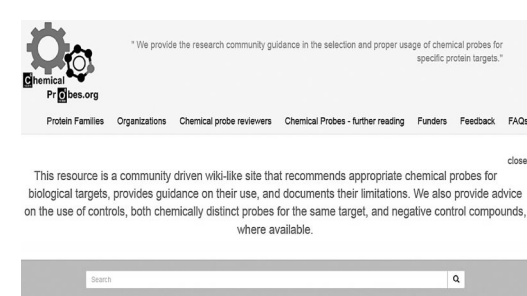 " We provide the research community guidance in the selection and proper usage of chemical probes for
specific protein targets."
Chemical
Probes.org
Protein Families Organizations Chemical probe reviewers Chemical Probes - further reading Funders Feedback FAQs
close
This resource is a community driven wiki-like site that recommends appropriate chemical probes for
biological targets, provides guidance on their use, and documents their limitations. We also provide advice
on the use of controls, both chemically distinct probes for the same target, and negative control compounds,
where available.
Search